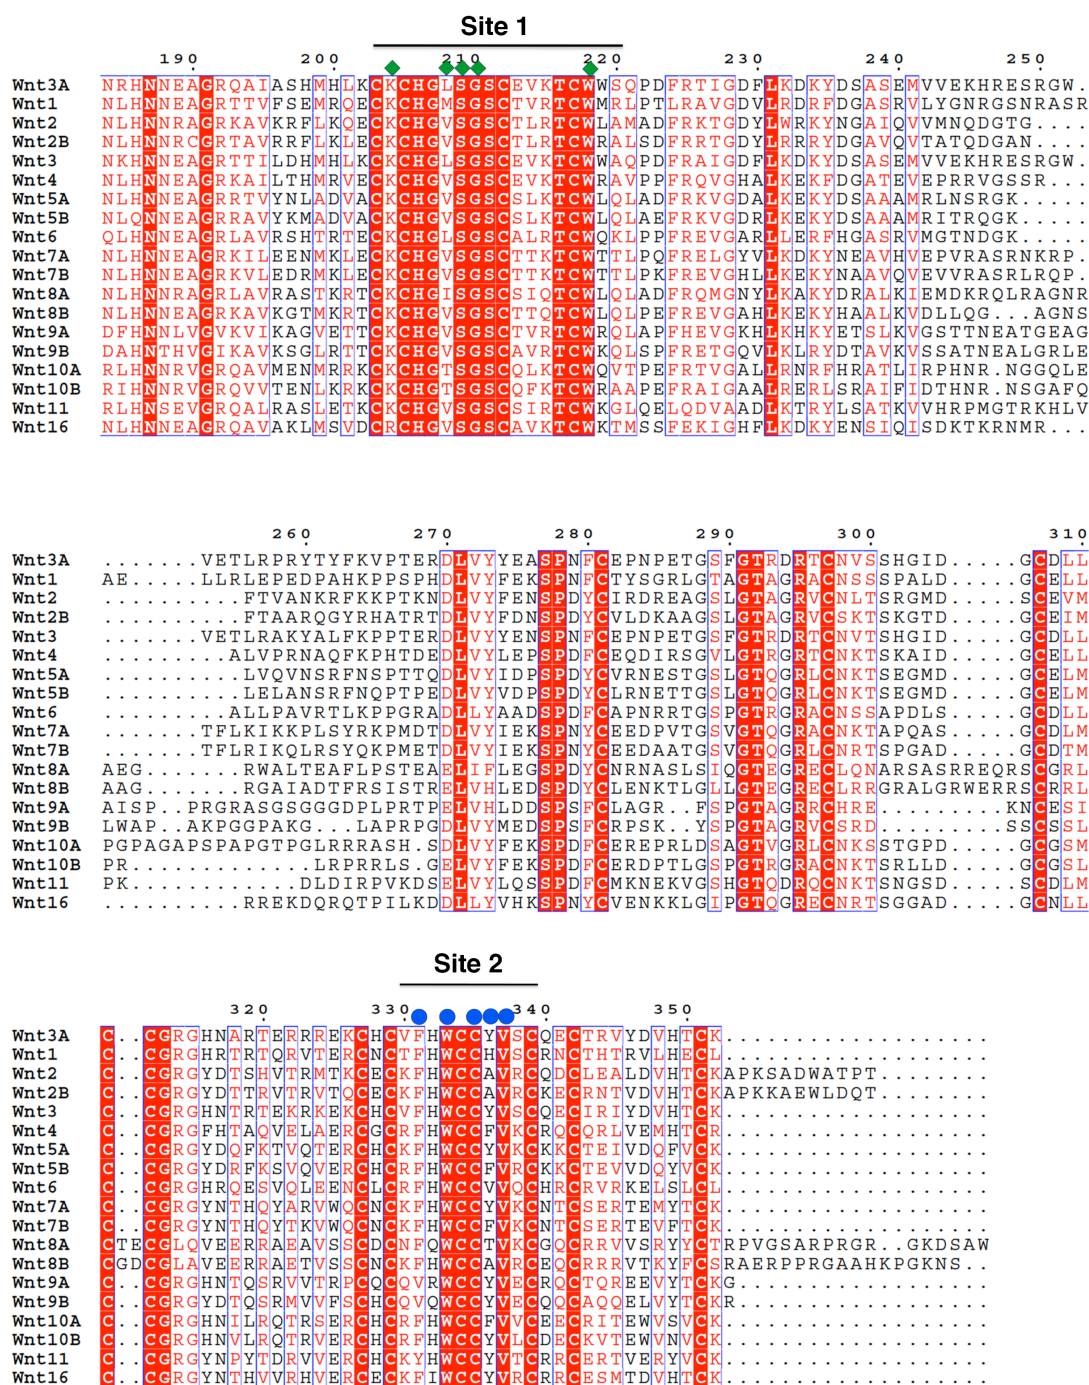 Site 1
190 200 210 220 230 240 250
Wnt3A NRHNNEAGRQAIASHMHLKCKCHGLSGSCEVKTCWWSQPDFRTIGDFLKDKYDSASEMVVEKHRESRGW.
Wnt1 NLHNNEAGRTTVFSEMRQECKCHGMSGSCTVRTCWMRLPTLRAVGDVLRDRFDGASRVLYGNRGSNRASR
Wnt2 NLHNNRAGRKAVKRFLKQECKCHGVSGSCTLRTCWLAMADFRKTGDYLWRKYNGAIQVVMNQDGTG....
Wnt2B NLHNNRCGRTAVRRFLKLECKCHGVSGSCTLRTCWRALSDFRRTGDYLRRRYDGAVQVTATQDGAN....
Wnt3 NKHNNEAGRTTILDHMHLKCKCHGLSGSCEVKTCWWAQPDFRAIGDFLKDKYDSASEMVVEKHRESRGW.
Wnt4 NLHNNEAGRKAILTHMRVECKCHGVSGSCEVKTCWRAVPPFRQVGHALKEKFDGATEVEPRRVGSSR...
Wnt5A NLHNNEAGRRTVYNLADVACKCHGVSGSCSLKTCWLQLADFRKVGDALKEKYDSAAAMRLNSRGK.....
Wnt5B NLQNNEAGRRAVYKMADVACKCHGVSGSCSLKTCWLQLAEFRKVGDRLKEKYDSAAAMRITRQGK.....
Wnt6 QLHNNEAGRLAVRSHTRTECKCHGLSGSCALRTCWQKLPPFREVGARLLERFHGASRVMGTNDGK.....
Wnt7A NLHNNEAGRKILEENMKLECKCHGVSGSCTTKTCWTTLPQFRELGYVLKDKYNEAVHVEPVRASRNKRP.
Wnt7B NLHNNEAGRKVLEDRMKLECKCHGVSGSCTTKTCWTTLPKFREVGHLLKEKYNAAVQVEVVRASRLRQP.
Wnt8A NLHNNRAGRLAVRASTKRTCKCHGISGSCSIQTCWLQLADFRQMGNYLKAKYDRALKIEMDKRQLRAGNR
Wnt8B NLHNNEAGRKAVKGTMKRTCKCHGVSGSCTTQTCWLQLPEFREVGAHLKEKYHAALKVDLLQG...AGNS
Wnt9A DFHNNLVGVKVIKAGVETTCKCHGVSGSCTVRTCWRQLAPFHEVGKHLKHKYETSLKVGSTTNEATGEAG
Wnt9B DAHNTHVGIKAVKSGLRTTCKCHGVSGSCAVRTCWKQLSPFRETGQVLKLRYDTAVKVSSATNEALGRLE
Wnt10A RLHNNRVGRQAVMENMRRKCKCHGTSGSCQLKTCWQVTPEFRTVGALLRNRFHRATLIRPHNR.NGGQLE
Wnt10B RIHNNRVGRQVVTENLKRKCKCHGTSGSCQFKTCWRAAPEFRAIGAALRERLSRAIFIDTHNR.NSGAFQ
Wnt11 RLHNSEVGRQALRASLETKCKCHGVSGSCSIRTCWKGLQELQDVAADLKTRYLSATKVVHRPMGTRKHLV
Wnt16 NLHNNEAGRQAVAKLMSVDCRCHGVSGSCAVKTCWKTMSSFEKIGHFLKDKYENSIQISDKTKRNMR...
260 270 280 290 300 310
Wnt3A .......VETLRPRYTYFKVPTERDLVYYEASPNFCEPNPETGSFGTRDRTCNVSSHGID.....GCDLL
Wnt1 AE.....LLRLEPEDPAHKPPSPHDLVYFEKSPNFCTYSGRLGTAGTAGRACNSSSPALD.....GCELL
Wnt2 ..........FTVANKRFKKPTKNDLVYFENSPDYCIRDREAGSLGTAGRVCNLTSRGMD.....SCEVM
Wnt2B ..........FTAARQGYRHATRTDLVYFDNSPDYCVLDKAAGSLGTAGRVCSKTSKGTD.....GCEIM
Wnt3 .......VETLRAKYALFKPPTERDLVYYENSPNFCEPNPETGSFGTRDRTCNVTSHGID.....GCDLL
Wnt4 .........ALVPRNAQFKPHTDEDLVYLEPSPDFCEQDIRSGVLGTRGRTCNKTSKAID.....GCELL
Wnt5A ..........LVQVNSRFNSPTTQDLVYIDPSPDYCVRNESTGSLGTQGRLCNKTSEGMD.....GCELM
Wnt5B ..........LELANSRFNQPTPEDLVYVDPSPDYCLRNETTGSLGTQGRLCNKTSEGMD.....GCELM
Wnt6 .........ALLPAVRTLKPPGRADLLYAADSPDFCAPNRRTGSPGTRGRACNSSAPDLS.....GCDLL
Wnt7A .......TFLKIKKPLSYRKPMDTDLVYIEKSPNYCEEDPVTGSVGTQGRACNKTAPQAS.....GCDLM
Wnt7B .......TFLRIKQLRSYQKPMETDLVYIEKSPNYCEEDAATGSVGTQGRLCNRTSPGAD.....GCDTM
Wnt8A AEG.......RWALTEAFLPSTEAELIFLEGSPDYCNRNASLSIQGTEGRECLQNARSASRREQRSCGRL
Wnt8B AAG.......RGAIADTFRSISTRELVHLEDSPDYCLENKTLGLLGTEGRECLRRGRALGRWERRSCRRL
Wnt9A AISP..PRGRASGSGGGDPLPRTPELVHLDDSPSFCLAGR..FSPGTAGRRCHRE.........KNCESI
Wnt9B LWAP..AKPGGPAKG...LAPRPGDLVYMEDSPSFCRPSK..YSPGTAGRVCSRD.........SSCSSL
Wnt10A PGPAGAPSPAPGTPGLRRRASH.SDLVYFEKSPDFCEREPRLDSAGTVGRLCNKSSTGPD.....GCGSM
Wnt10B PR.............LRPRRLS.GELVYFEKSPDFCERDPTLGSPGTRGRACNKTSRLLD.....GCGSL
Wnt11 PK............DLDIRPVKDSELVYLQSSPDFCMKNEKVGSHGTQDRQCNKTSNGSD.....SCDLM
Wnt16 ..........RREKDQRQTPILKDDLLYVHKSPNYCVENKKLGIPGTQGRECNRTSGGAD.....GCNLL
Site 2
320 330 340 350
Wnt3A C..CGRGHNARTERRREKCHCVFHWCCYVSCQECTRVYDVHTCK...................
Wnt1 C..CGRGHRTRTQRVTERCNCTFHWCCHVSCRNCTHTRVLHECL...................
Wnt2 C..CGRGYDTSHVTRMTKCECKFHWCCAVRCQDCLEALDVHTCKAPKSADWATPT........
Wnt2B C..CGRGYDTTRVTRVTQCECKFHWCCAVRCKECRNTVDVHTCKAPKKAEWLDQT........
Wnt3 C..CGRGHNTRTEKRKEKCHCIFHWCCYVSCQECIRIYDVHTCK...................
Wnt4 C..CGRGFHTAQVELAERCGCRFHWCCFVKCRQCQRLVEMHTCR...................
Wnt5A C..CGRGYDQFKTVQTERCHCKFHWCCYVKCKKCTEIVDQFVCK...................
Wnt5B C..CGRGYDRFKSVQVERCHCRFHWCCFVRCKKCTEVVDQYVCK...................
Wnt6 C..CGRGHRQESVQLEENCLCRFHWCCVVQCHRCRVRKELSLCL...................
Wnt7A C..CGRGYNTHQYARVWQCNCKFHWCCYVKCNTCSERTEMYTCK...................
Wnt7B C..CGRGYNTHQYTKVWQCNCKFHWCCFVKCNTCSERTEVFTCK...................
Wnt8A CTECGLQVEERRAEAVSSCDCNFQWCCTVKCGQCRRVVSRYYCTRPVGSARPRGR..GKDSAW
Wnt8B CGDCGLAVEERRAETVSSCNCKFHWCCAVRCEQCRRRVTKYFCSRAERPPRGAAHKPGKNS..
Wnt9A C..CGRGHNTQSRVVTRPCQCQVRWCCYVECRQCTQREEVYTCKG..................
Wnt9B C..CGRGYDTQSRMVVFSCHCQVQWCCYVECQQCAQQELVYTCKR..................
Wnt10A C..CGRGHNILRQTRSERCHCRFHWCCFVVCEECRITEWVSVCK...................
Wnt10B C..CGRGHNVLRQTRVERCHCRFHWCCYVLCDECKVTEWVNVCK...................
Wnt11 C..CGRGYNPYTDRVVERCHCKYHWCCYVTCRRCERTVERYVCK...................
Wnt16 C..CGRGYNTHVVRHVERCECKFIWCCYVRCRRCESMTDVHTCK...................